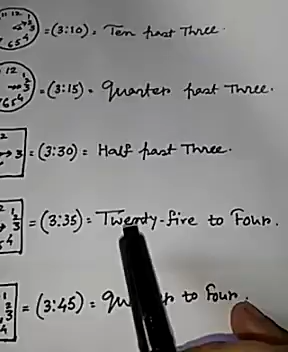 = (3:10) = Ten past Three.
= (3:15) = Quarter past Three.
= (3:30) = Half past Three.
= (3:35) = Twenty-five to Four.
= (3:45) = to Four.